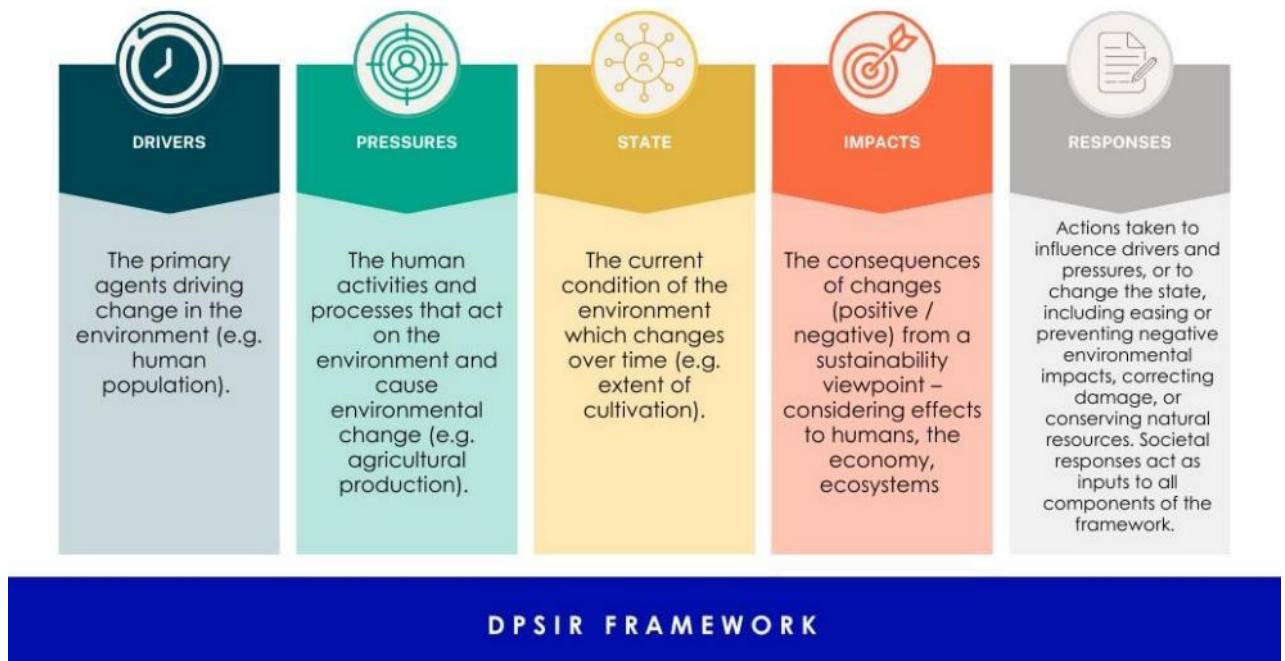 DRIVERS
The primary
agents driving
change in the
environment (e.g.
human
population).
PRESSURES
The human
activities and
processes that act
on the
environment and
cause
environmental
change (e.g.
agricultural
production).
STATE
The current
condition of the
environment
which changes
over time (e.g.
extent of
cultivation).
IMPACTS
The consequences
of changes
(positive /
negative) from a
sustainability
viewpoint –
considering effects
to humans, the
economy,
ecosystems
RESPONSES
Actions taken to
influence drivers and
pressures, or to
change the state,
including easing or
preventing negative
environmental
impacts, correcting
damage, or
conserving natural
resources. Societal
responses act as
inputs to all
components of the
framework.
DPSIR FRAMEWORK